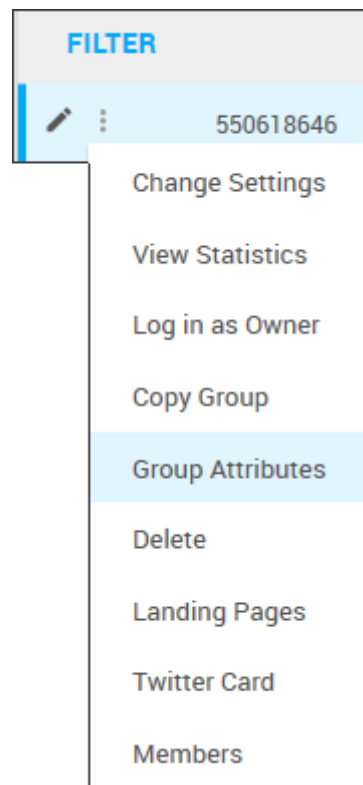 FILTER
550618646
Change Settings
View Statistics
Log in as Owner
Copy Group
Group Attributes
Delete
Landing Pages
Twitter Card
Members